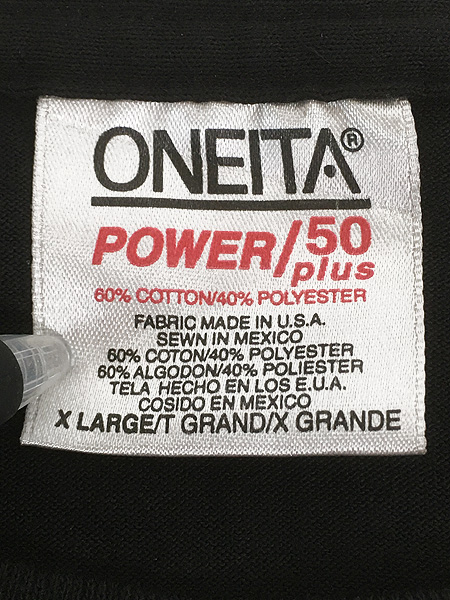 ONEITA®
POWER/50 plus
60% COTTON/40% POLYESTER
FABRIC MADE IN U.S.A.
SEWN IN MEXICO
60% COTON/40% POLYESTER
60% ALGODON/40% POLIESTER
TELA HECHO EN LOS E.U.A.
COSIDO EN MEXICO
X LARGE/T GRAND/X GRANDE